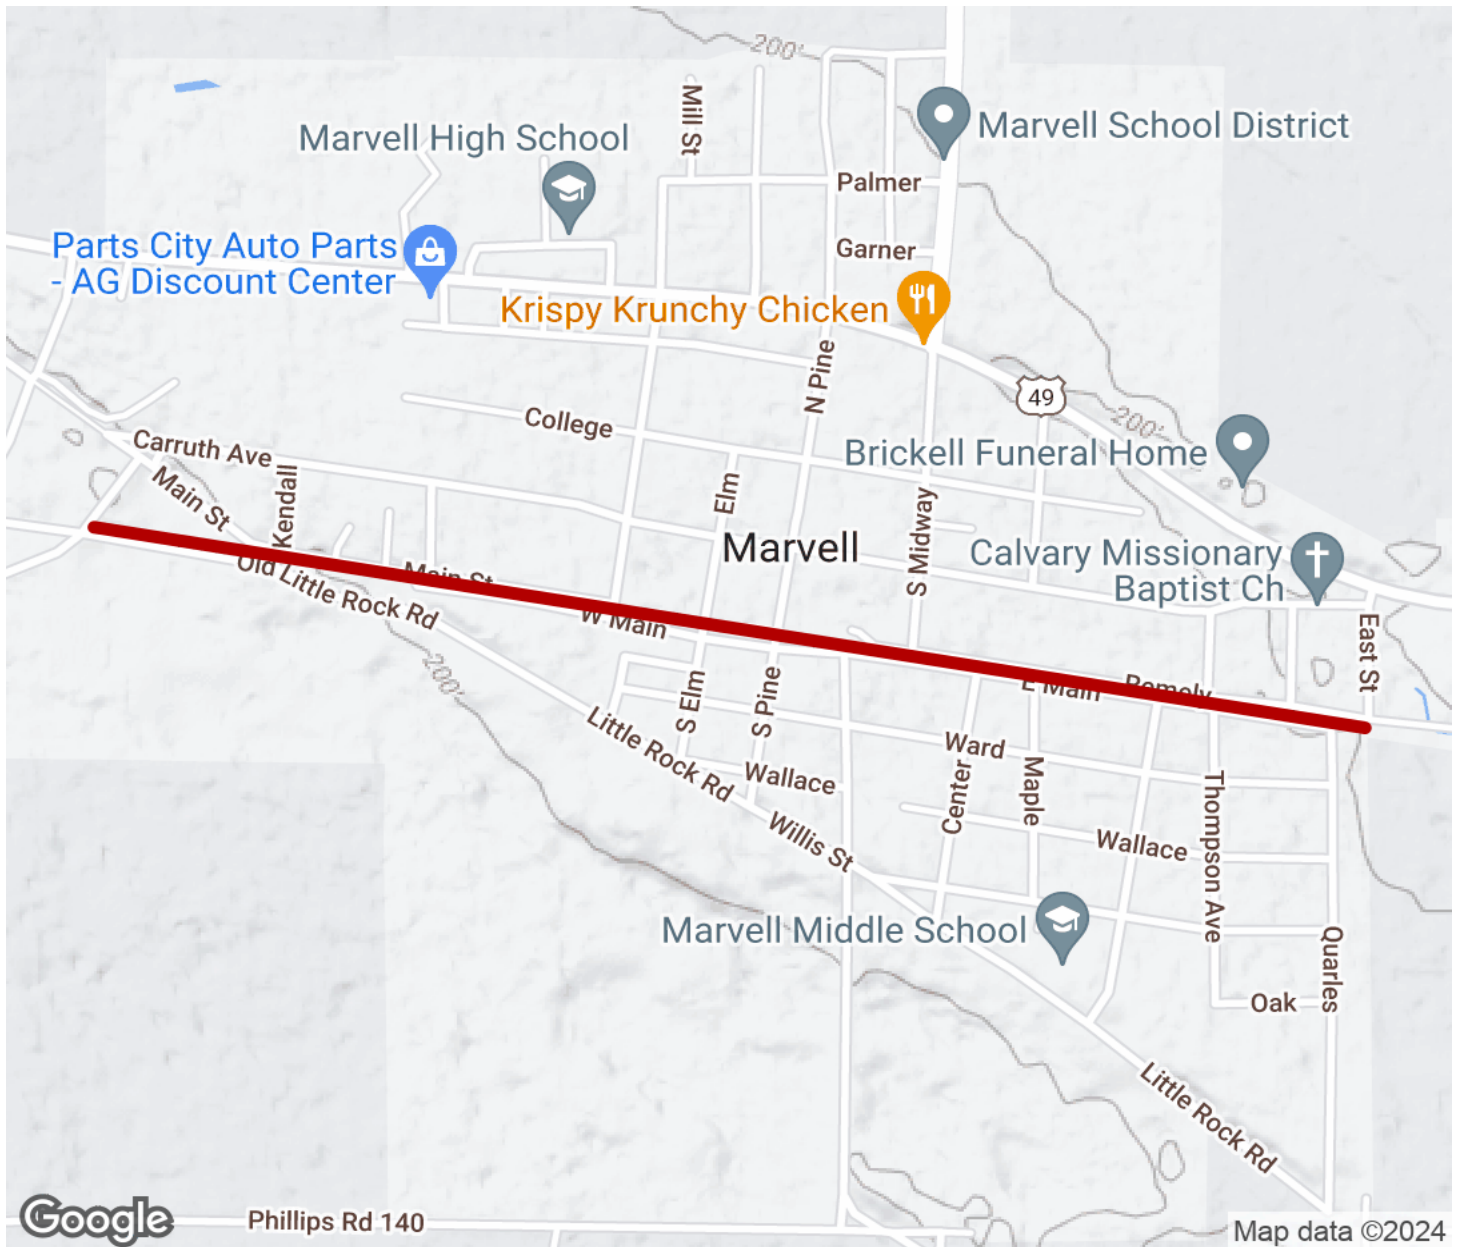 200'
Mill St
Marvell High School
Marvell School District
Palmer
Parts City Auto Parts
- AG Discount Center
Garner
Krispy Krunchy Chicken
N Pine
49
200'
College
Carruth Ave
Brickell Funeral Home
Main St
Kendall
Elm
S Midway
Marvell
Calvary Missionary
Baptist Ch
Old Little Rock Rd
Main St
W Main
East St
200'
S Elm
S Pine
E Main
Remely
Little Rock Rd
Ward
Wallace
Center
Maple
Thompson Ave
Willis St
Wallace
Marvell Middle School
Quarles
Oak
Little Rock Rd
Google
Phillips Rd 140
Map data ©2024